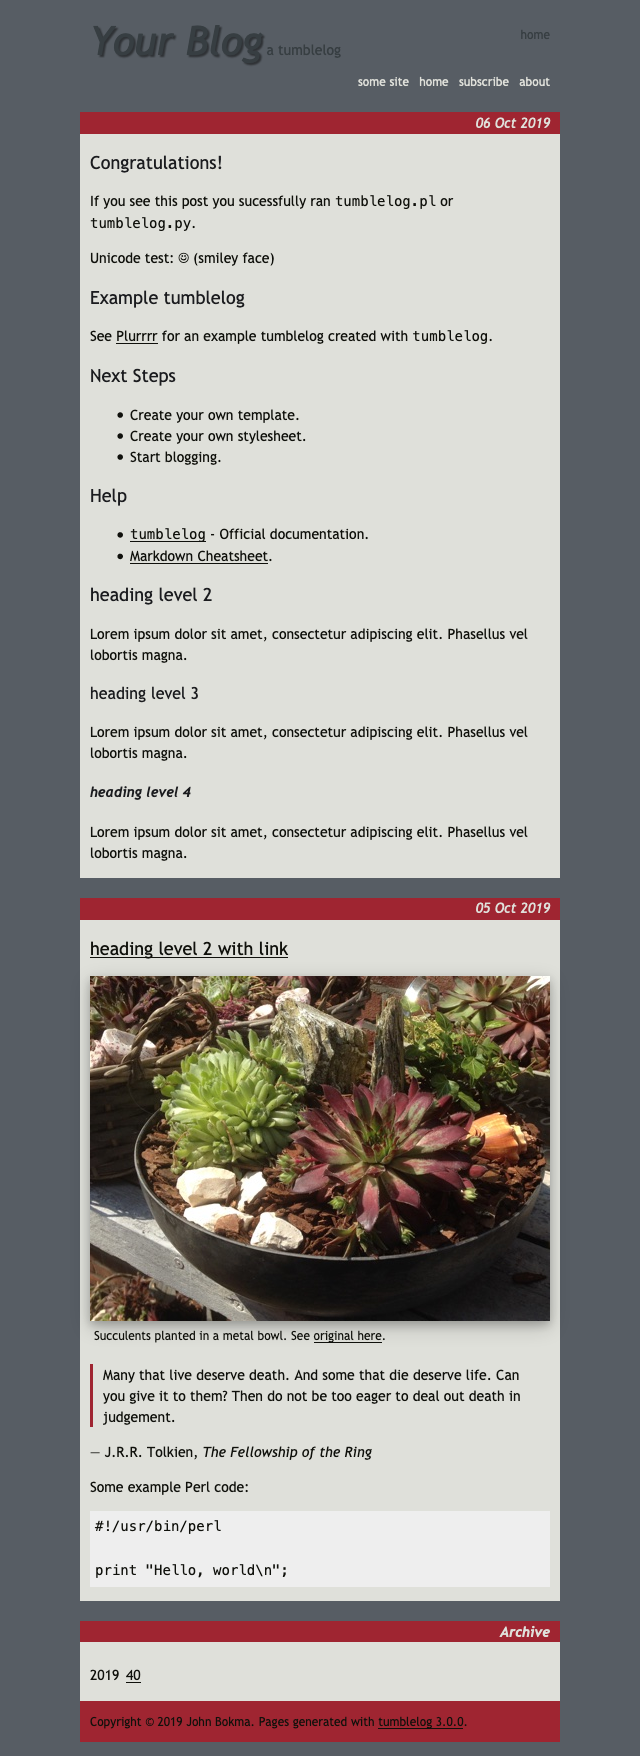 Your Blog a tumblelog
home
some site home subscribe about
06 Oct 2019
Congratulations!
If you see this post you sucessfully ran tumblelog.pl or
tumblelog.py.
Unicode test: ☺ (smiley face)
Example tumblelog
See Plurrrr for an example tumblelog created with tumblelog.
Next Steps
• Create your own template.
• Create your own stylesheet.
• Start blogging.
Help
• tumblelog - Official documentation.
• Markdown Cheatsheet.
heading level 2
Lorem ipsum dolor sit amet, consectetur adipiscing elit. Phasellus vel
lobortis magna.
heading level 3
Lorem ipsum dolor sit amet, consectetur adipiscing elit. Phasellus vel
lobortis magna.
heading level 4
Lorem ipsum dolor sit amet, consectetur adipiscing elit. Phasellus vel
lobortis magna.
05 Oct 2019
heading level 2 with link
Succulents planted in a metal bowl. See original here.
Many that live deserve death. And some that die deserve life. Can
you give it to them? Then do not be too eager to deal out death in
judgement.
— J.R.R. Tolkien, The Fellowship of the Ring
Some example Perl code:
#!/usr/bin/perl
print "Hello, world\n";
Archive
2019 40
Copyright © 2019 John Bokma. Pages generated with tumblelog 3.0.0.